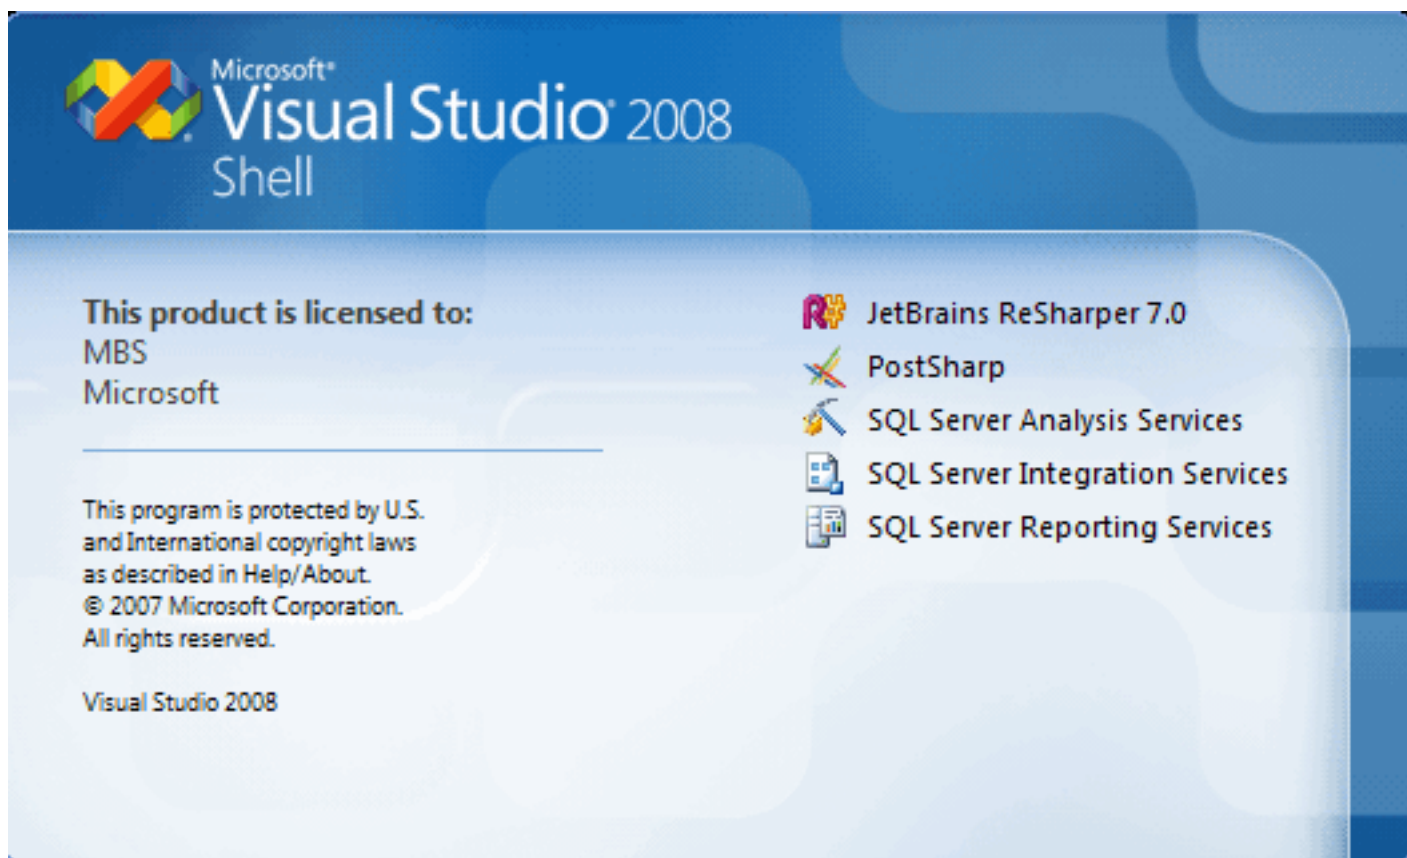 Microsoft®
Visual Studio® 2008
Shell
This product is licensed to:
MBS
Microsoft
This program is protected by U.S.
and International copyright laws
as described in Help/About.
© 2007 Microsoft Corporation.
All rights reserved.
Visual Studio 2008
JetBrains ReSharper 7.0
PostSharp
SQL Server Analysis Services
SQL Server Integration Services
SQL Server Reporting Services